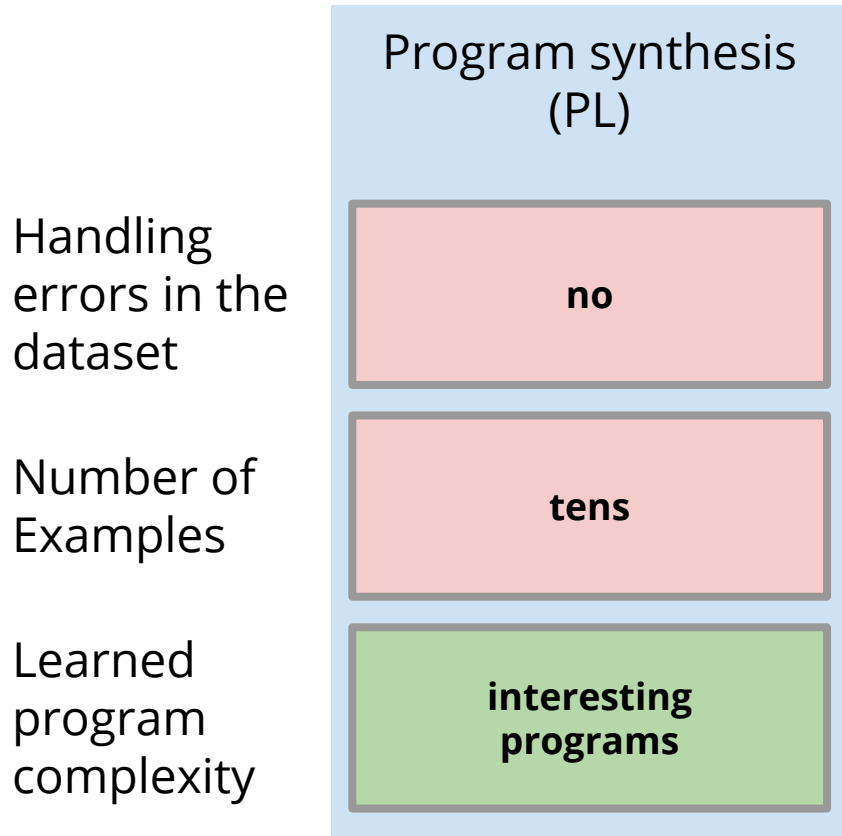 Program synthesis
(PL)
Handling
errors in the
dataset
no
Number of
Examples
tens
Learned
program
complexity
interesting
programs